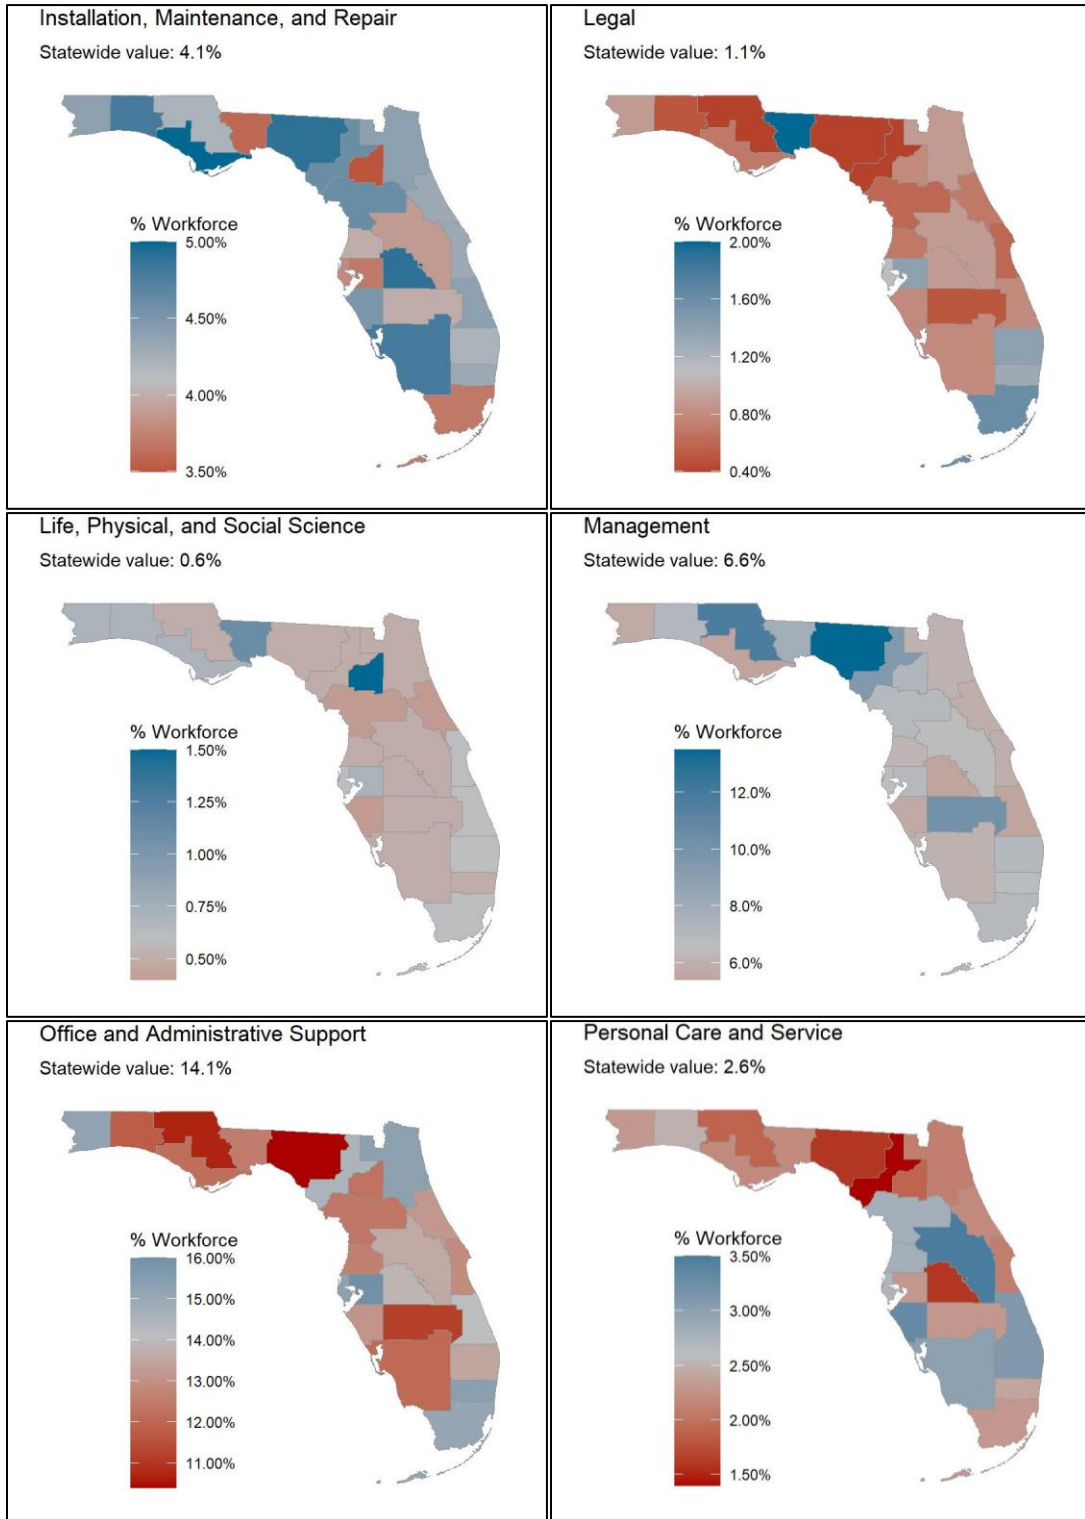 Installation, Maintenance, and Repair
Statewide value: 4.1%
% Workforce
5.00%
4.50%
4.00%
3.50%
Legal
Statewide value: 1.1%
% Workforce
2.00%
1.60%
1.20%
0.80%
0.40%
Life, Physical, and Social Science
Statewide value: 0.6%
% Workforce
1.50%
1.25%
1.00%
0.75%
0.50%
Management
Statewide value: 6.6%
% Workforce
12.0%
10.0%
8.0%
6.0%
Office and Administrative Support
Statewide value: 14.1%
% Workforce
16.00%
15.00%
14.00%
13.00%
12.00%
11.00%
Personal Care and Service
Statewide value: 2.6%
% Workforce
3.50%
3.00%
2.50%
2.00%
1.50%